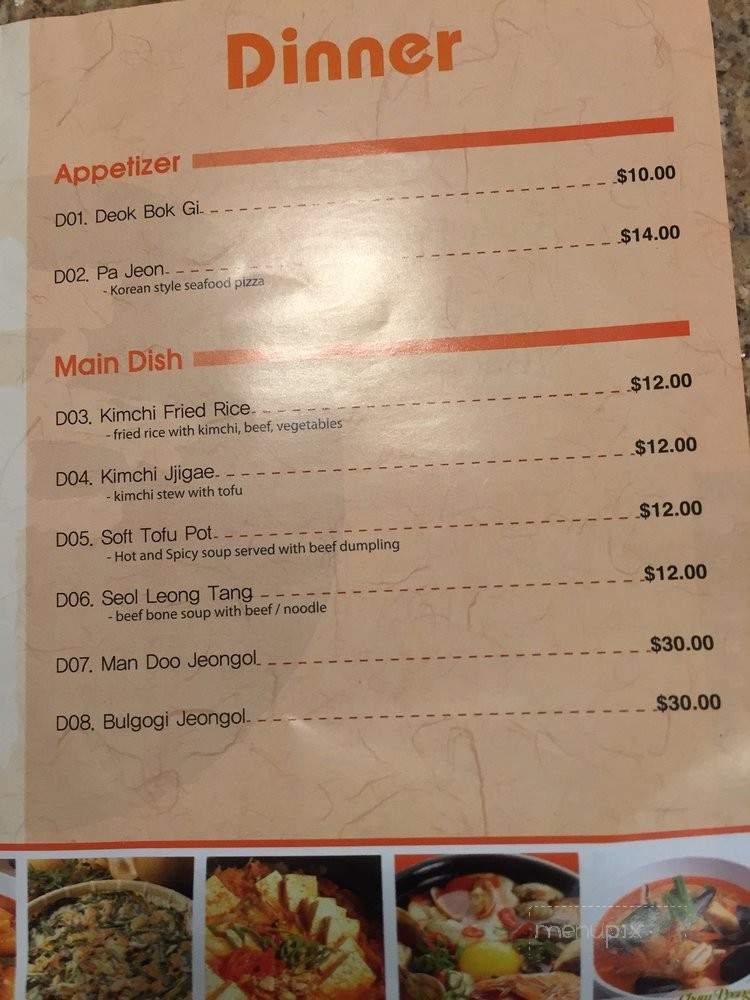 Dinner
Appetizer
D01. Deok Bok Gi $10.00
D02. Pa Jeon $14.00
- Korean style seafood pizza
Main Dish
D03. Kimchi Fried Rice $12.00
- fried rice with kimchi, beef, vegetables
D04. Kimchi Jjigae $12.00
- kimchi stew with tofu
D05. Soft Tofu Pot $12.00
- Hot and Spicy soup served with beef dumpling
D06. Seol Leong Tang $12.00
- beef bone soup with beef / noodle
D07. Man Doo Jeongol $30.00
D08. Bulgogi Jeongol $30.00
menupix